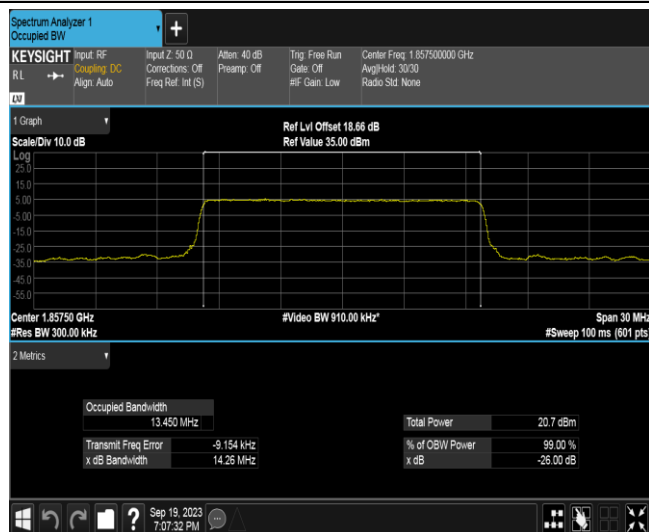 Spectrum Analyzer 1
Occupied BW
KEYSIGHT
RL
LXI
Input: RF
Coupling: DC
Align: Auto
Input Z: 50 Ω
Corrections: Off
Freq Ref: Int (S)
Atten: 40 dB
Preamp: Off
Trig: Free Run
Gate: Off
#IF Gain: Low
Center Freq: 1.857500000 GHz
Avg|Hold: 30/30
Radio Std: None
1 Graph
Scale/Div 10.0 dB
Ref Lvl Offset 18.66 dB
Ref Value 35.00 dBm
Log
25.0
15.0
5.00
-5.00
-15.0
-25.0
-35.0
-45.0
-55.0
Center 1.85750 GHz
#Video BW 910.00 kHz*
Span 30 MHz
#Res BW 300.00 kHz
#Sweep 100 ms (601 pts)
2 Metrics
Occupied Bandwidth
13.450 MHz
Total Power 20.7 dBm
Transmit Freq Error -9.154 kHz
% of OBW Power 99.00 %
x dB Bandwidth 14.26 MHz
x dB -26.00 dB
?
Sep 19, 2023
7:07:32 PM